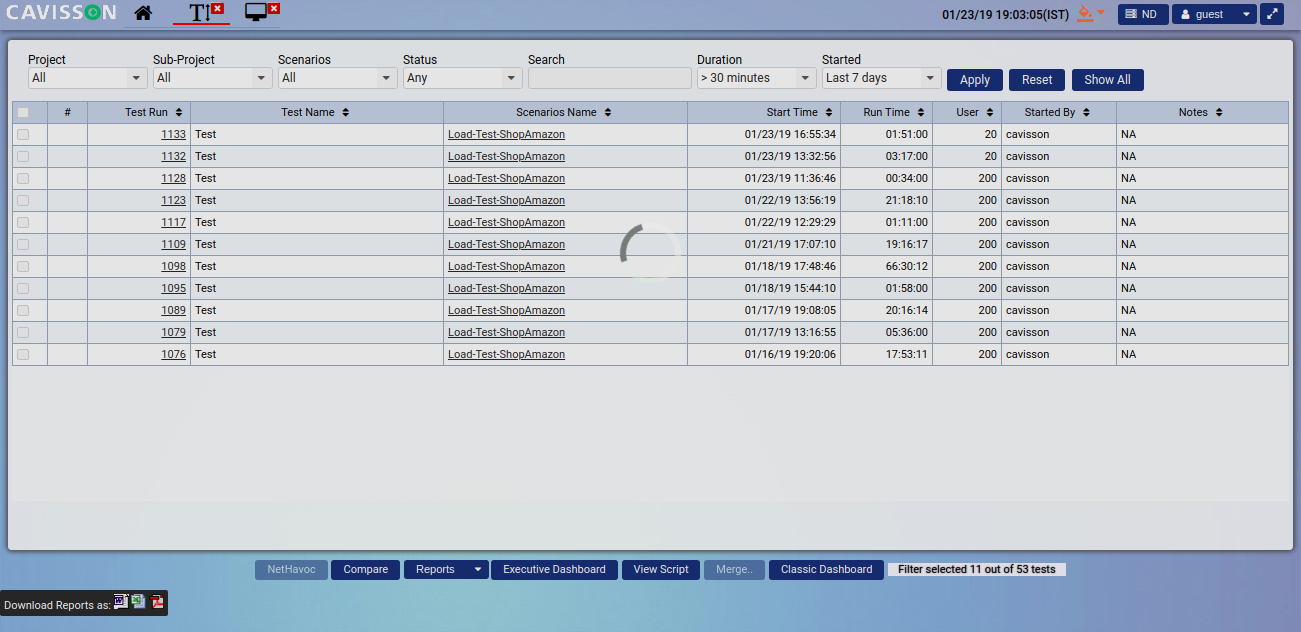 CAVISSON T 01/23/19 19:03:05(IST) ND guest
Project Sub-Project Scenarios Status Search Duration Started
All All All Any > 30 minutes Last 7 days Apply Reset Show All
# Test Run Test Name Scenarios Name Start Time Run Time User Started By Notes
1133 Test Load-Test-ShopAmazon 01/23/19 16:55:34 01:51:00 20 cavisson NA
1132 Test Load-Test-ShopAmazon 01/23/19 13:32:56 03:17:00 20 cavisson NA
1128 Test Load-Test-ShopAmazon 01/23/19 11:36:46 00:34:00 200 cavisson NA
1123 Test Load-Test-ShopAmazon 01/22/19 13:56:19 21:18:10 200 cavisson NA
1117 Test Load-Test-ShopAmazon 01/22/19 12:29:29 01:11:00 200 cavisson NA
1109 Test Load-Test-ShopAmazon 01/21/19 17:07:10 19:16:17 200 cavisson NA
1098 Test Load-Test-ShopAmazon 01/18/19 17:48:46 66:30:12 200 cavisson NA
1095 Test Load-Test-ShopAmazon 01/18/19 15:44:10 01:58:00 200 cavisson NA
1089 Test Load-Test-ShopAmazon 01/17/19 19:08:05 20:16:14 200 cavisson NA
1079 Test Load-Test-ShopAmazon 01/17/19 13:16:55 05:36:00 200 cavisson NA
1076 Test Load-Test-ShopAmazon 01/16/19 19:20:06 17:53:11 200 cavisson NA
NetHavoc Compare Reports Executive Dashboard View Script Merge.. Classic Dashboard Filter selected 11 out of 53 tests
Download Reports as: